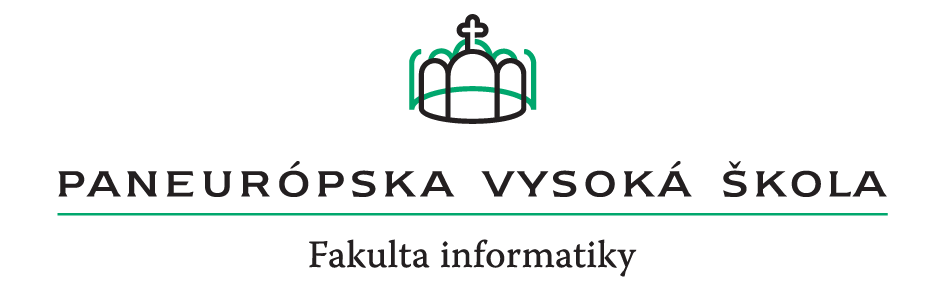 PANEURÓPSKA VYSOKÁ ŠKOLA
Fakulta informatiky